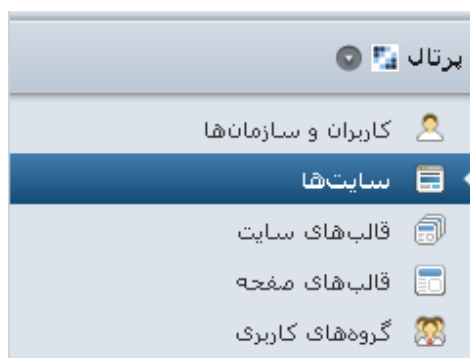 پرتال
کاربران و سازمان‌ها
سایت‌ها
قالب‌های سایت
قالب‌های صفحه
گروه‌های کاربری